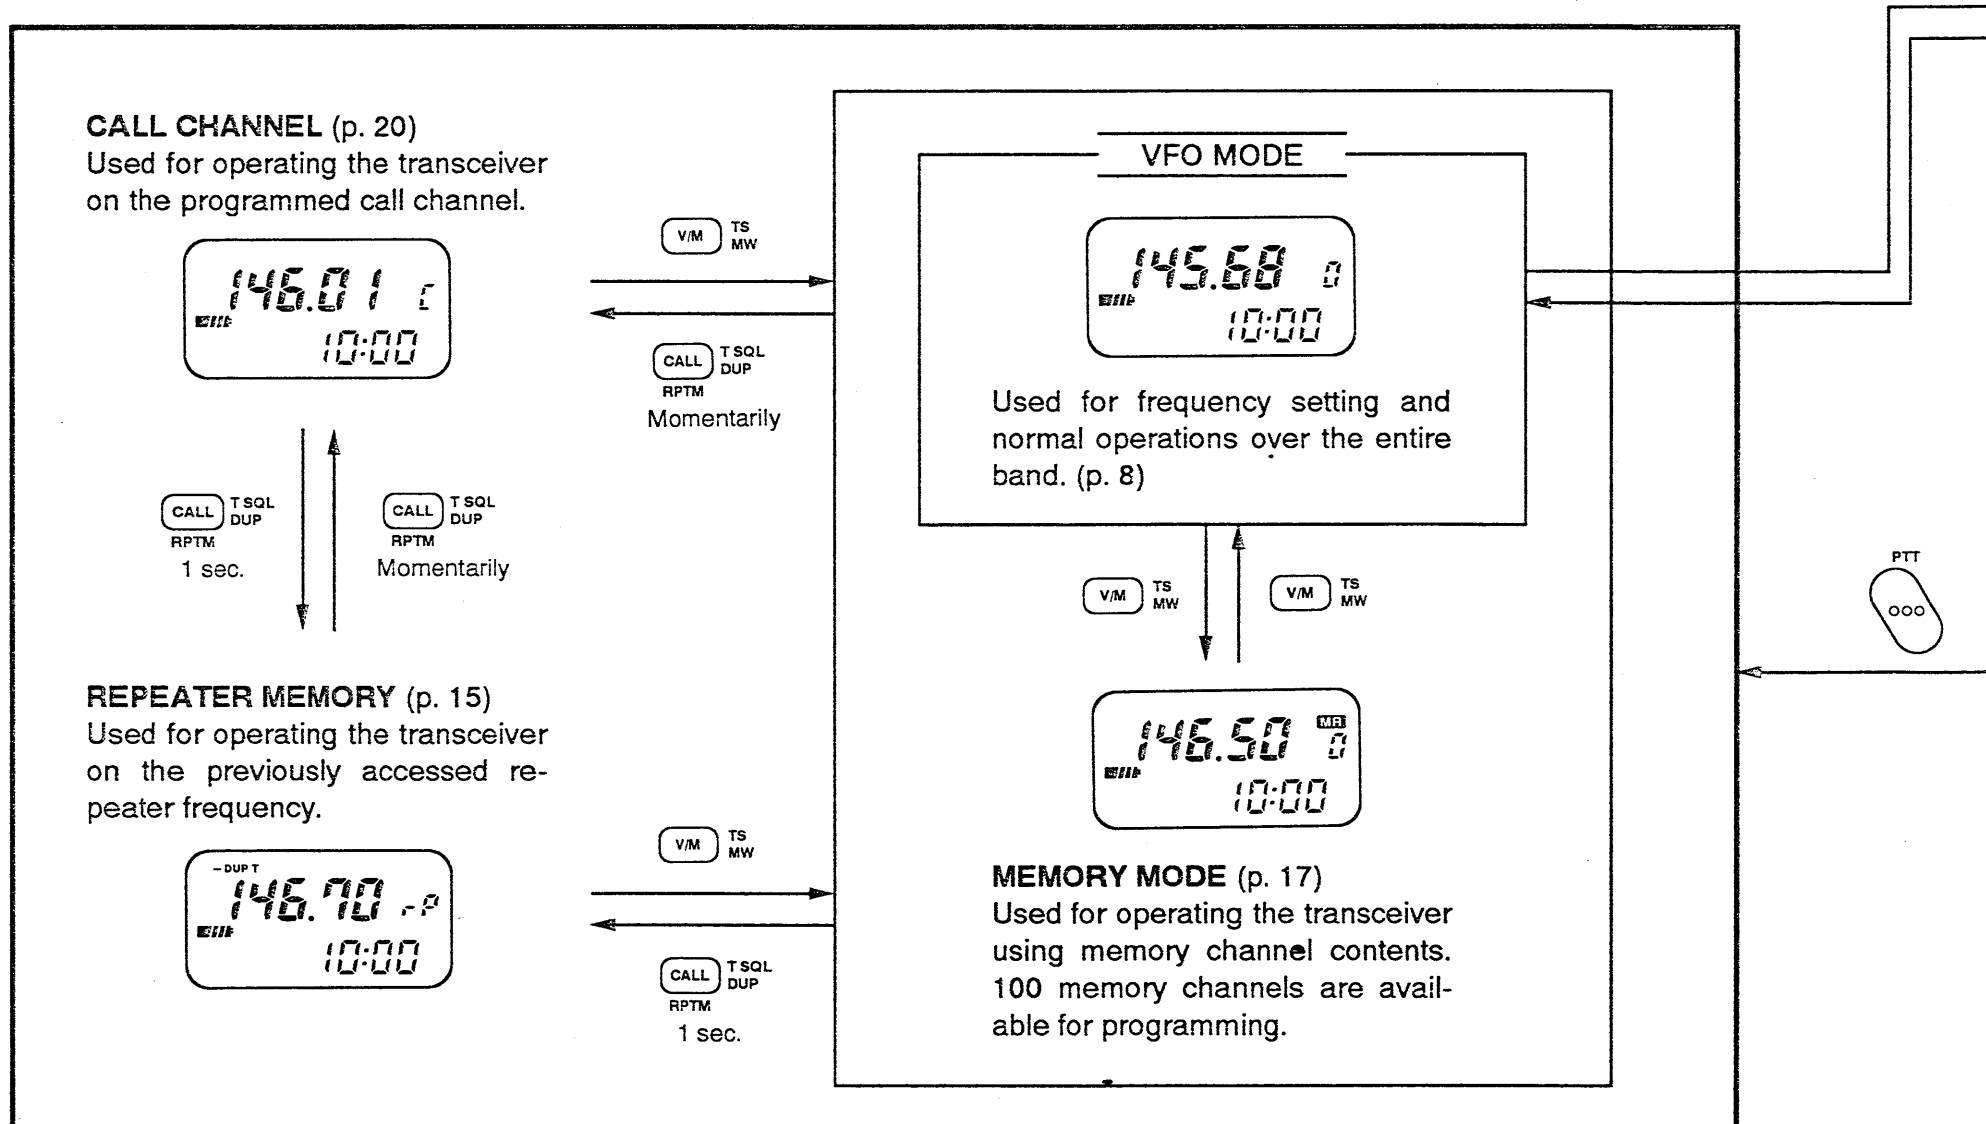 CALL CHANNEL (p. 20)
Used for operating the transceiver
on the programmed call channel.
146.01 C
10:00
V/M TS
MW
CALL T SQL
DUP
RPTM
Momentarily
CALL T SQL
DUP
RPTM
1 sec.
CALL T SQL
DUP
RPTM
Momentarily
REPEATER MEMORY (p. 15)
Used for operating the transceiver
on the previously accessed re-
peater frequency.
-DUP T
146.70 rP
10:00
V/M TS
MW
CALL T SQL
DUP
RPTM
1 sec.
VFO MODE
145.68 0
10:00
Used for frequency setting and
normal operations over the entire
band. (p. 8)
V/M TS
MW
V/M TS
MW
MR
146.50 0
10:00
MEMORY MODE (p. 17)
Used for operating the transceiver
using memory channel contents.
100 memory channels are avail-
able for programming.
PTT